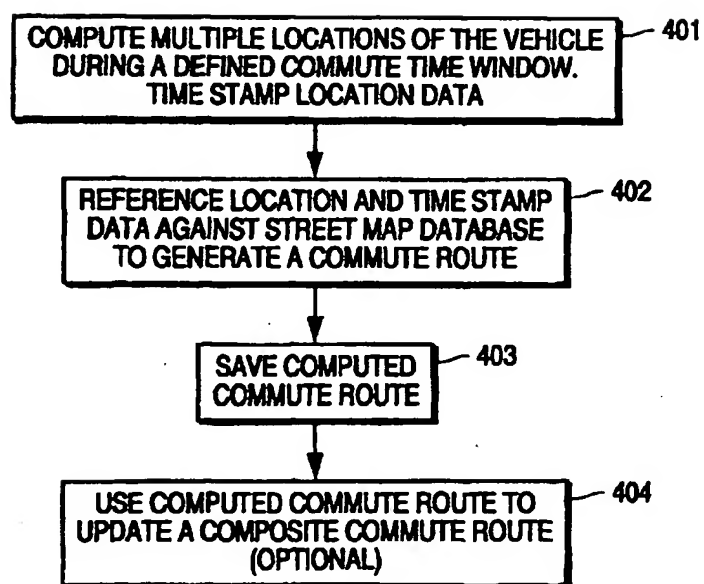 COMPUTE MULTIPLE LOCATIONS OF THE VEHICLE
DURING A DEFINED COMMUTE TIME WINDOW.
TIME STAMP LOCATION DATA
401
REFERENCE LOCATION AND TIME STAMP
DATA AGAINST STREET MAP DATABASE
TO GENERATE A COMMUTE ROUTE
402
SAVE COMPUTED
COMMUTE ROUTE
403
USE COMPUTED COMMUTE ROUTE TO
UPDATE A COMPOSITE COMMUTE ROUTE
(OPTIONAL)
404